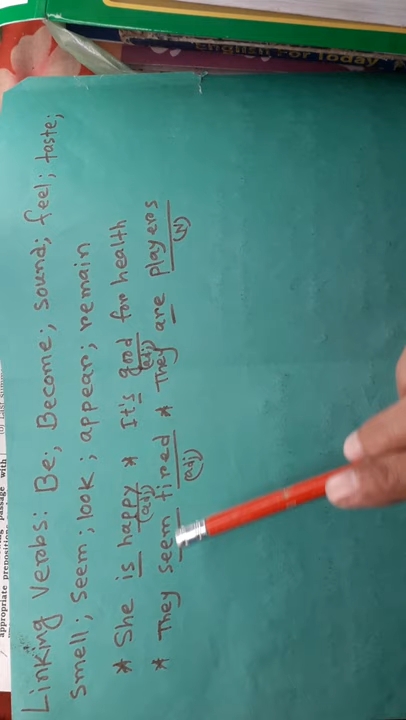 Linking Verbs: Be; Become; sound; feel; taste;
smell; seem; look; appear; remain
* She is happy * It's good for health
(adj) (adj)
* They seem tired * They are players
(adj) (N)
English For Today
passage with
appropriate prepositions